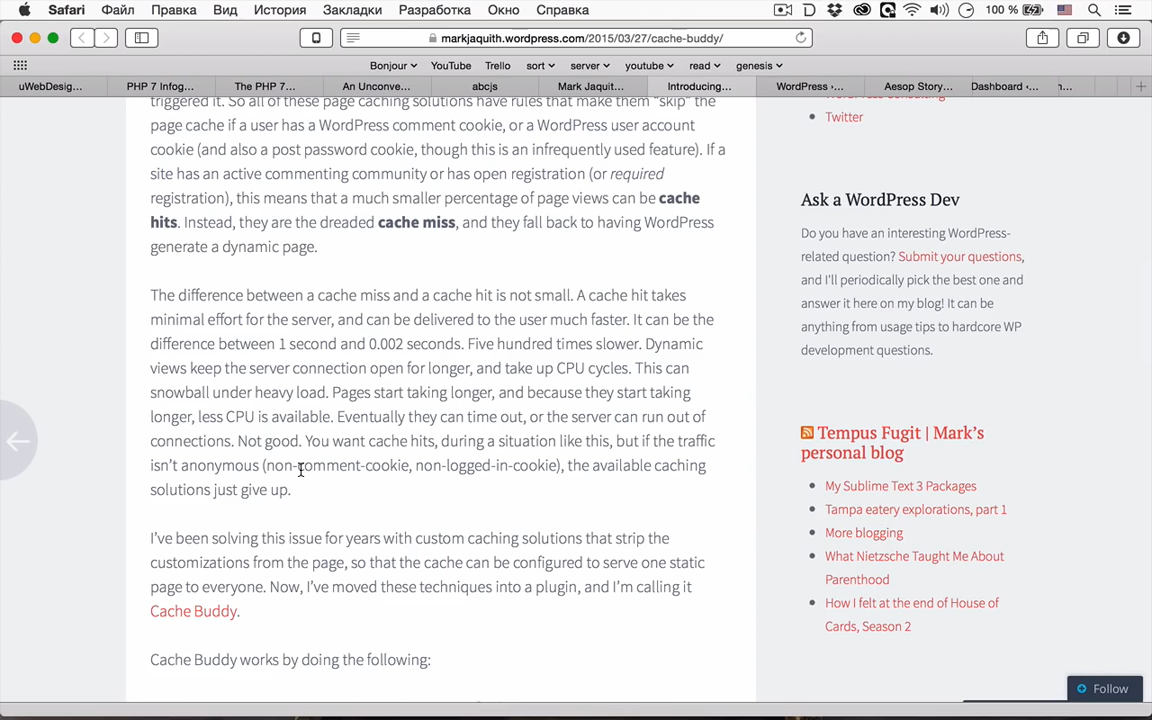 Safari Файл Правка Вид История Закладки Разработка Окно Справка 100 %
markjaquith.wordpress.com/2015/03/27/cache-buddy/
Bonjour YouTube Trello sort server youtube read genesis
uWebDesig... PHP 7 Infog... The PHP 7... An Unconve... abcjs Mark Jaquit... Introducing... WordPress ‹... Aesop Story... Dashboard ‹...
triggered it. So all of these page caching solutions have rules that make them “skip” the
page cache if a user has a WordPress comment cookie, or a WordPress user account
cookie (and also a post password cookie, though this is an infrequently used feature). If a
site has an active commenting community or has open registration (or required
registration), this means that a much smaller percentage of page views can be cache
hits. Instead, they are the dreaded cache miss, and they fall back to having WordPress
generate a dynamic page.
The difference between a cache miss and a cache hit is not small. A cache hit takes
minimal effort for the server, and can be delivered to the user much faster. It can be the
difference between 1 second and 0.002 seconds. Five hundred times slower. Dynamic
views keep the server connection open for longer, and take up CPU cycles. This can
snowball under heavy load. Pages start taking longer, and because they start taking
longer, less CPU is available. Eventually they can time out, or the server can run out of
connections. Not good. You want cache hits, during a situation like this, but if the traffic
isn’t anonymous (non-comment-cookie, non-logged-in-cookie), the available caching
solutions just give up.
I’ve been solving this issue for years with custom caching solutions that strip the
customizations from the page, so that the cache can be configured to serve one static
page to everyone. Now, I’ve moved these techniques into a plugin, and I’m calling it
Cache Buddy.
Cache Buddy works by doing the following:
WordPress Consulting
Twitter
Ask a WordPress Dev
Do you have an interesting WordPress-
related question? Submit your questions,
and I'll periodically pick the best one and
answer it here on my blog! It can be
anything from usage tips to hardcore WP
development questions.
Tempus Fugit | Mark’s
personal blog
My Sublime Text 3 Packages
Tampa eatery explorations, part 1
More blogging
What Nietzsche Taught Me About
Parenthood
How I felt at the end of House of
Cards, Season 2
Follow